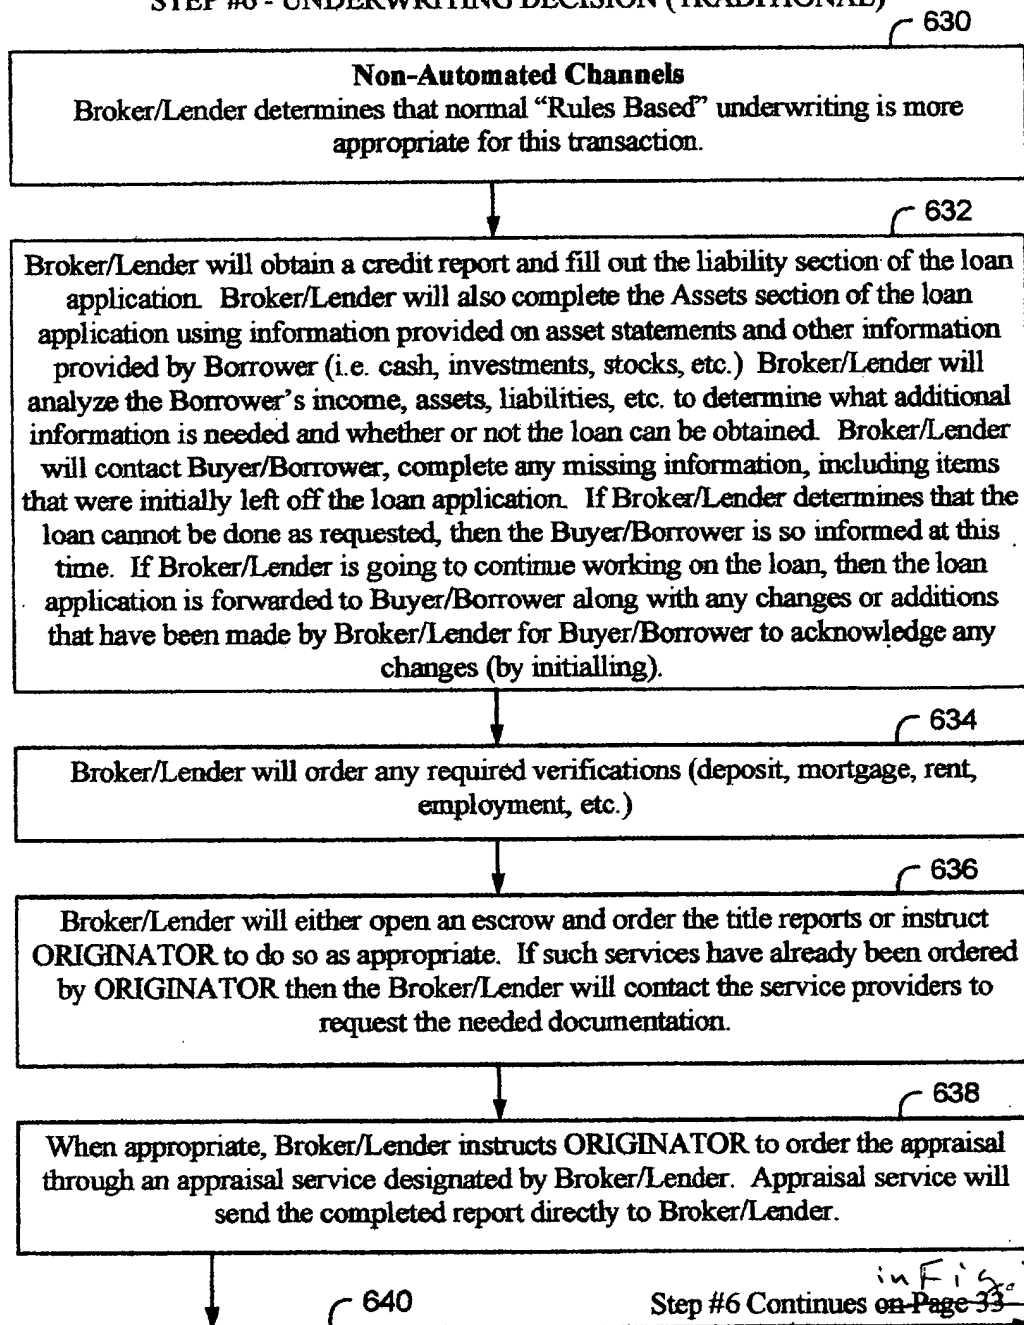 STEP #6 - UNDERWRITING DECISION (TRADITIONAL)
630
Non-Automated Channels
Broker/Lender determines that normal “Rules Based” underwriting is more
appropriate for this transaction.
632
Broker/Lender will obtain a credit report and fill out the liability section of the loan
application. Broker/Lender will also complete the Assets section of the loan
application using information provided on asset statements and other information
provided by Borrower (i.e. cash, investments, stocks, etc.) Broker/Lender will
analyze the Borrower’s income, assets, liabilities, etc. to determine what additional
information is needed and whether or not the loan can be obtained. Broker/Lender
will contact Buyer/Borrower, complete any missing information, including items
that were initially left off the loan application. If Broker/Lender determines that the
loan cannot be done as requested, then the Buyer/Borrower is so informed at this
time. If Broker/Lender is going to continue working on the loan, then the loan
application is forwarded to Buyer/Borrower along with any changes or additions
that have been made by Broker/Lender for Buyer/Borrower to acknowledge any
changes (by initialling).
634
Broker/Lender will order any required verifications (deposit, mortgage, rent,
employment, etc.)
636
Broker/Lender will either open an escrow and order the title reports or instruct
ORIGINATOR to do so as appropriate. If such services have already been ordered
by ORIGINATOR then the Broker/Lender will contact the service providers to
request the needed documentation.
638
When appropriate, Broker/Lender instructs ORIGINATOR to order the appraisal
through an appraisal service designated by Broker/Lender. Appraisal service will
send the completed report directly to Broker/Lender.
in Fig.
640
Step #6 Continues on Page 33